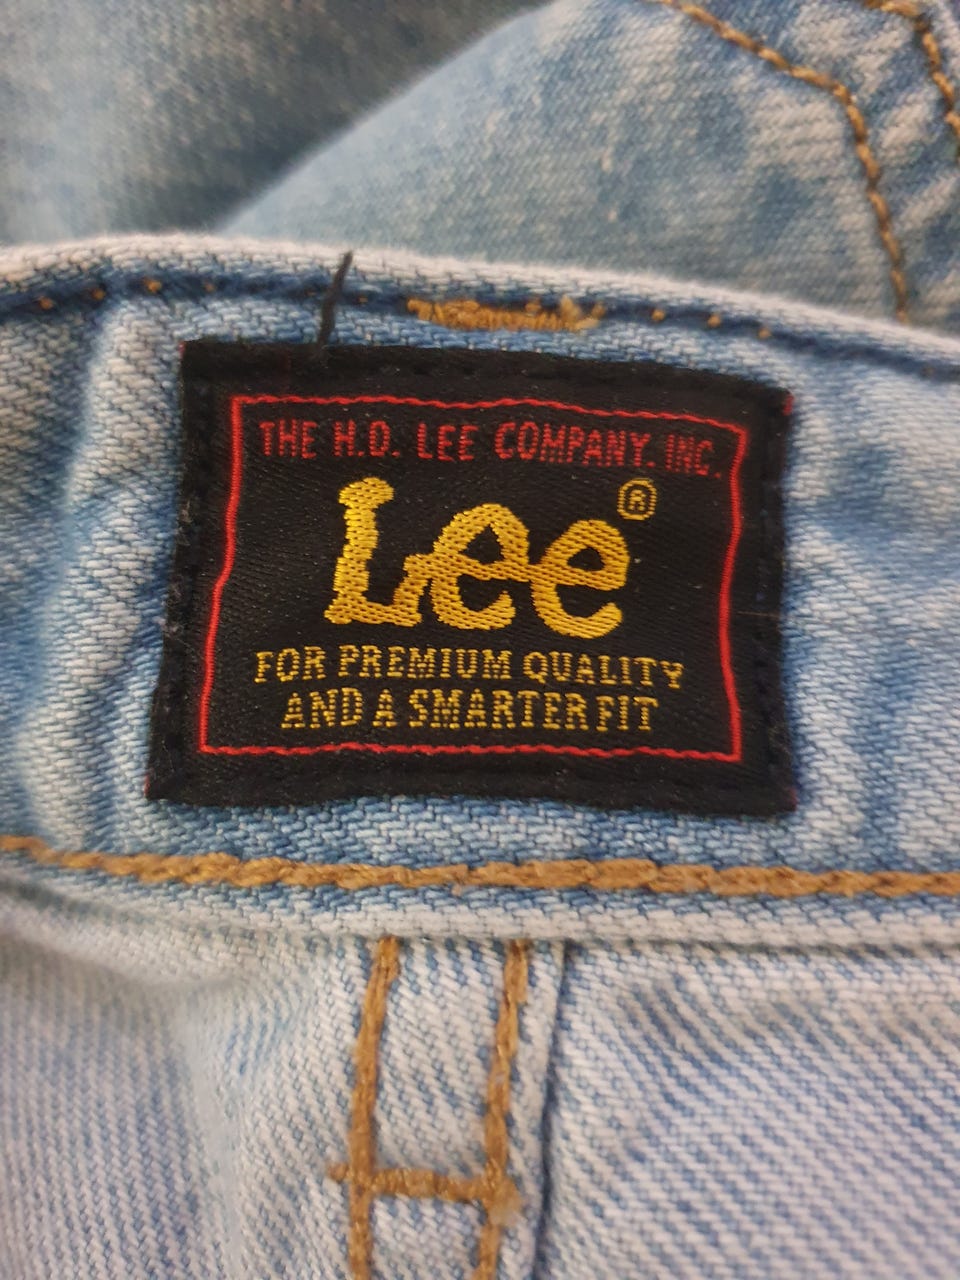 THE H.D. LEE COMPANY. INC.
Lee®
FOR PREMIUM QUALITY
AND A SMARTER FIT